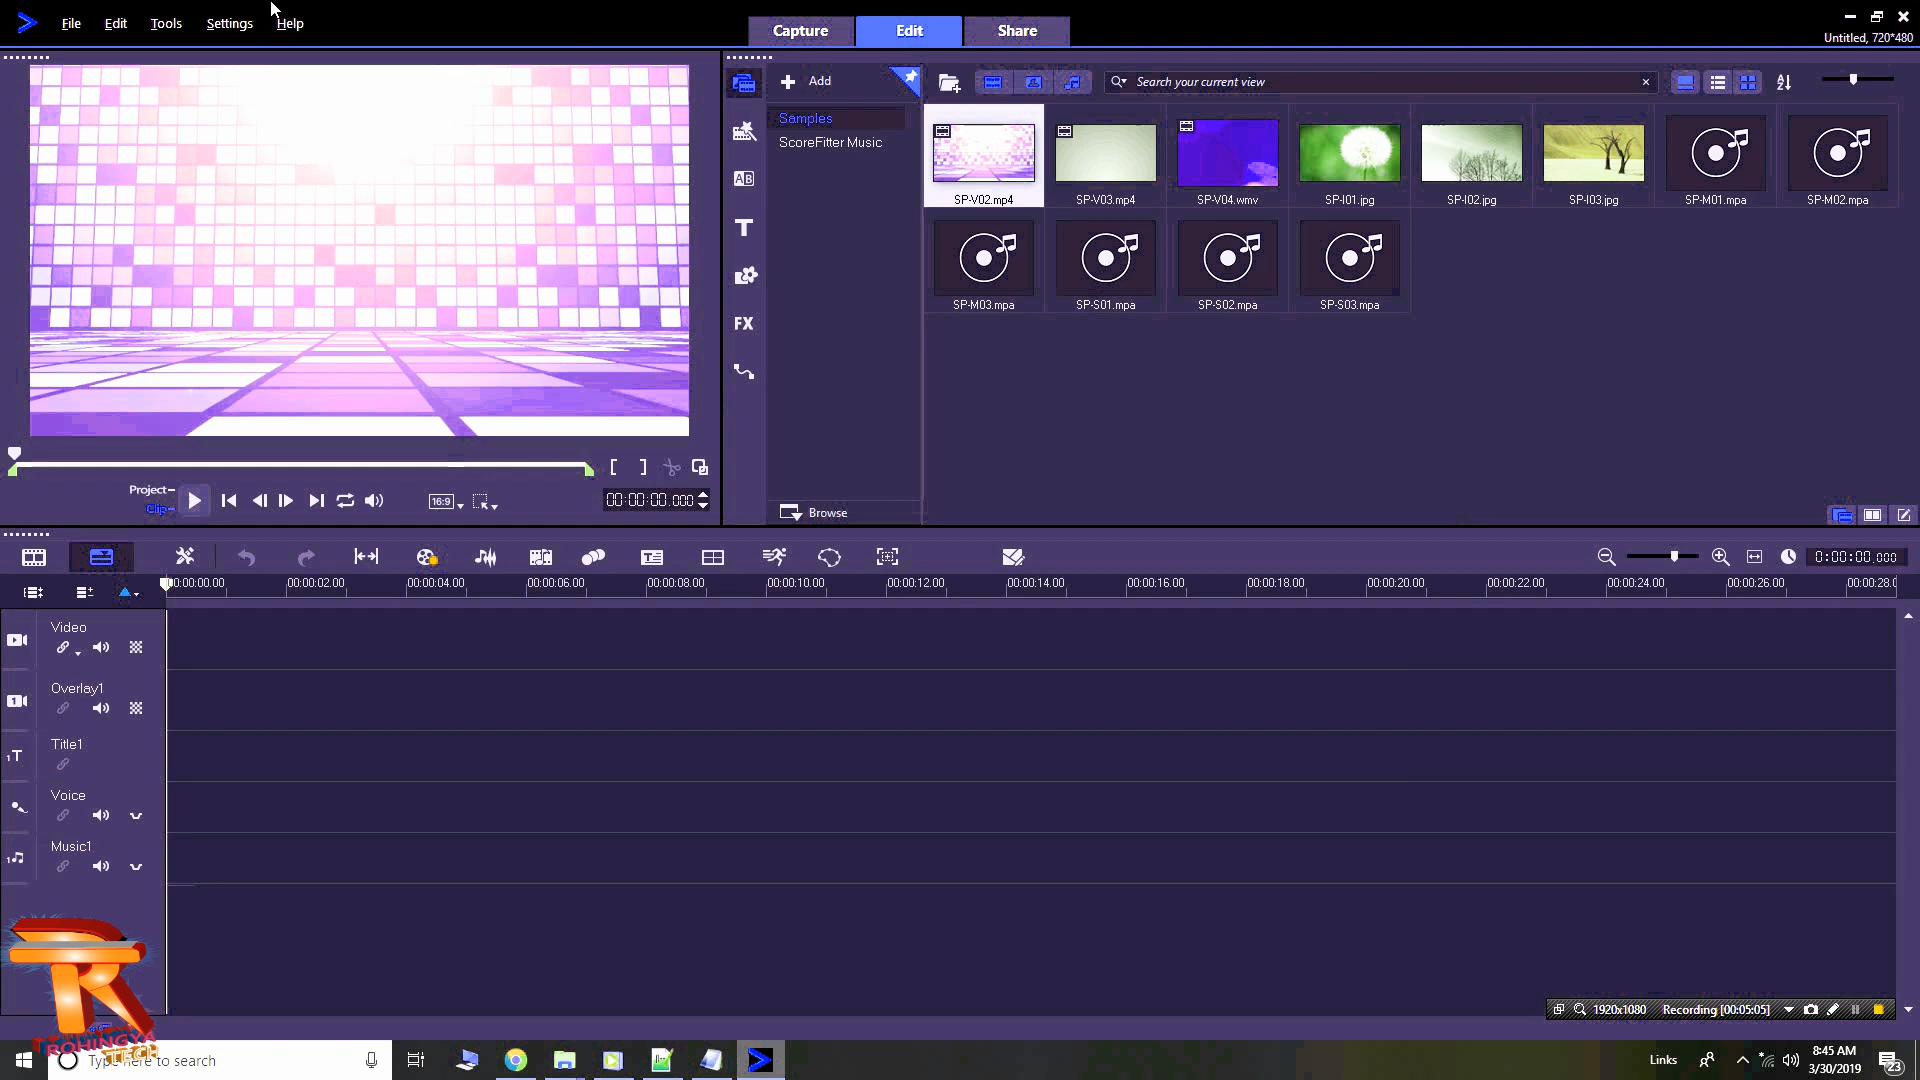 File Edit Tools Settings Help
Capture Edit Share
Untitled, 720*480
Add
Search your current view
Samples
ScoreFitter Music
SP-V02.mp4 SP-V03.mp4 SP-V04.wmv SP-I01.jpg SP-I02.jpg SP-I03.jpg SP-M01.mpa SP-M02.mpa
SP-M03.mpa SP-S01.mpa SP-S02.mpa SP-S03.mpa
Browse
Project
Clip
16:9
00:00:00.000
AB
T
FX
0:00:00.000
00:00:00.00 00:00:02.00 00:00:04.00 00:00:06.00 00:00:08.00 00:00:10.00 00:00:12.00 00:00:14.00 00:00:16.00 00:00:18.00 00:00:20.00 00:00:22.00 00:00:24.00 00:00:26.00 00:00:28.0
Video
Overlay1
Title1
Voice
Music1
R
ROHINGYA
TECH
1920x1080 Recording [00:05:05]
Type here to search
Links
8:45 AM
3/30/2019
23